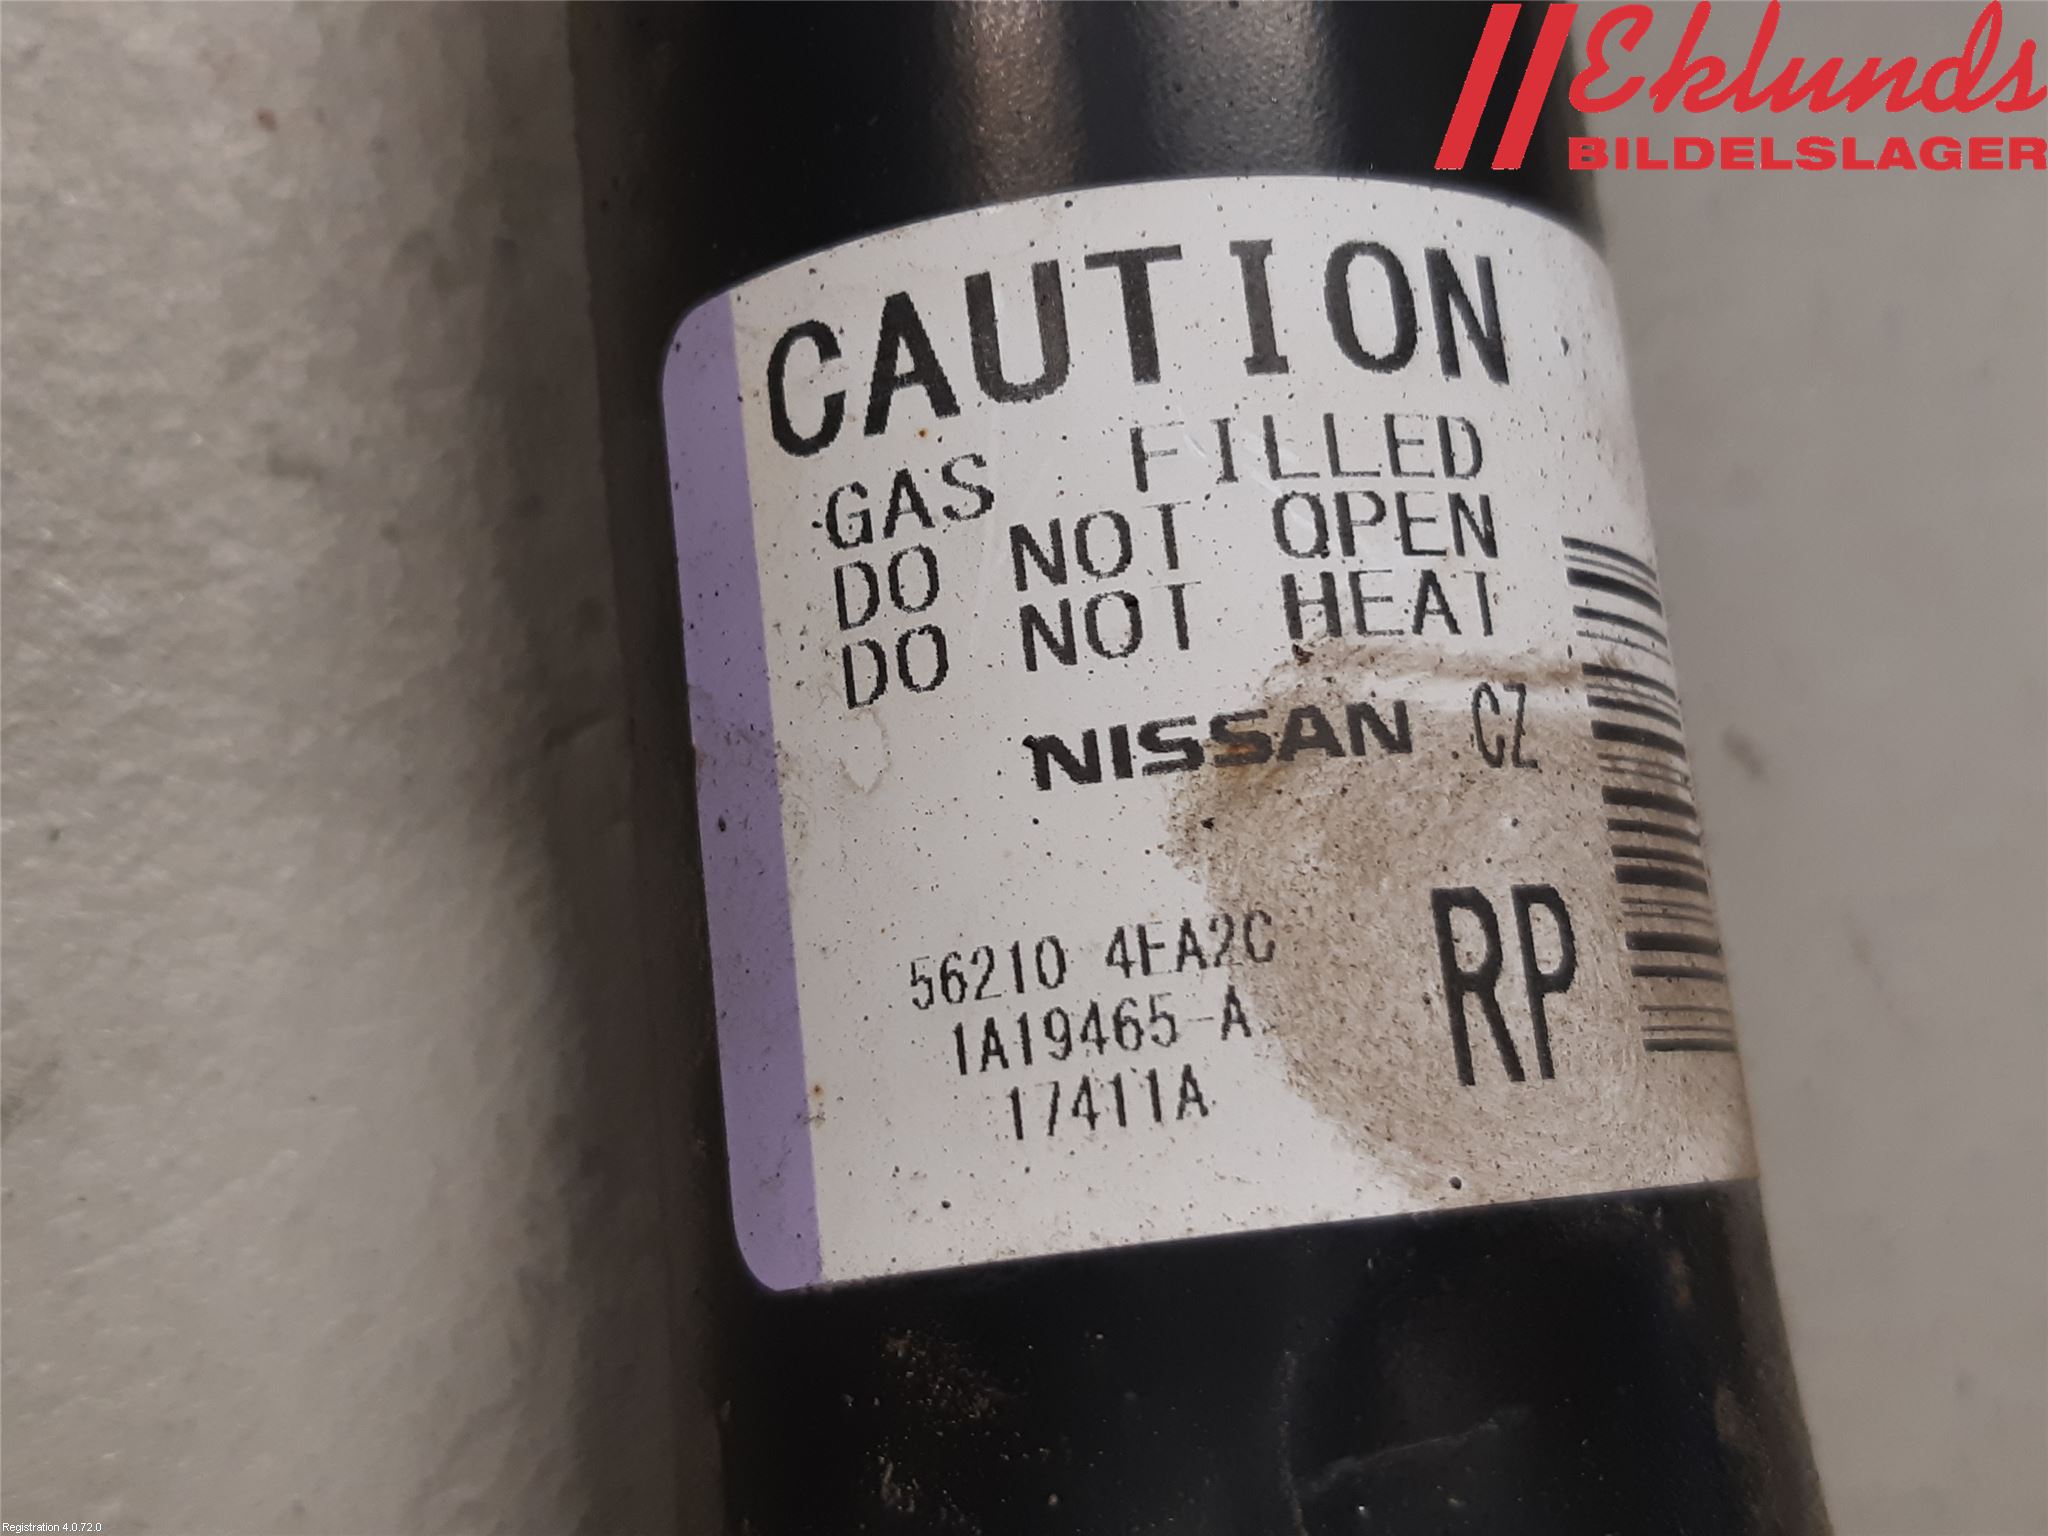 Eklunds
BILDELSLAGER
CAUTION
GAS FILLED
DO NOT OPEN
DO NOT HEAT
NISSAN CZ
56210 4EA2C
1A19465-A
17411A
RP
Registration 4.0.72.0